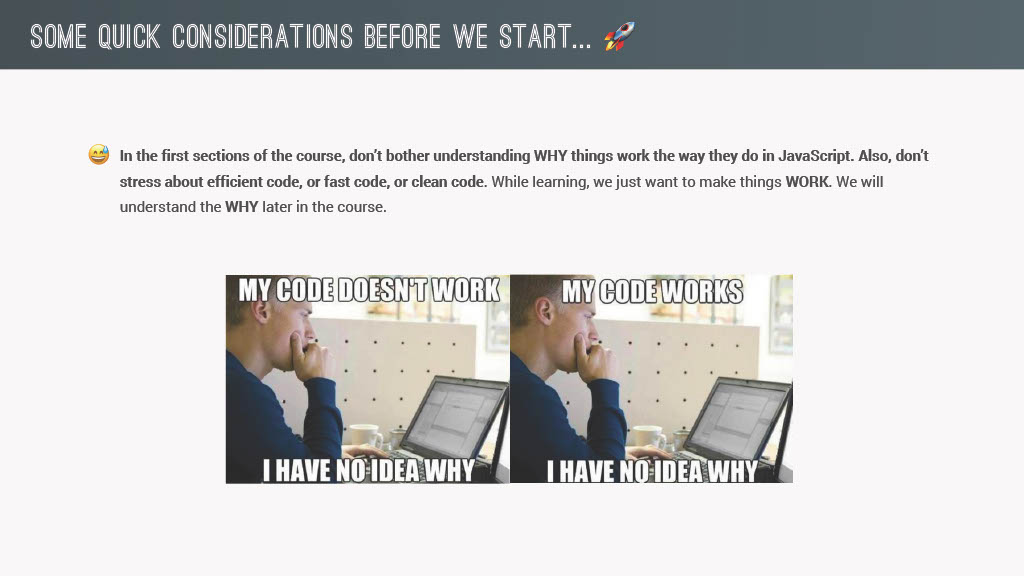 SOME QUICK CONSIDERATIONS BEFORE WE START... 🚀
😅 In the first sections of the course, don’t bother understanding WHY things work the way they do in JavaScript. Also, don’t
stress about efficient code, or fast code, or clean code. While learning, we just want to make things WORK. We will
understand the WHY later in the course.
MY CODE DOESN'T WORK
I HAVE NO IDEA WHY
MY CODE WORKS
I HAVE NO IDEA WHY